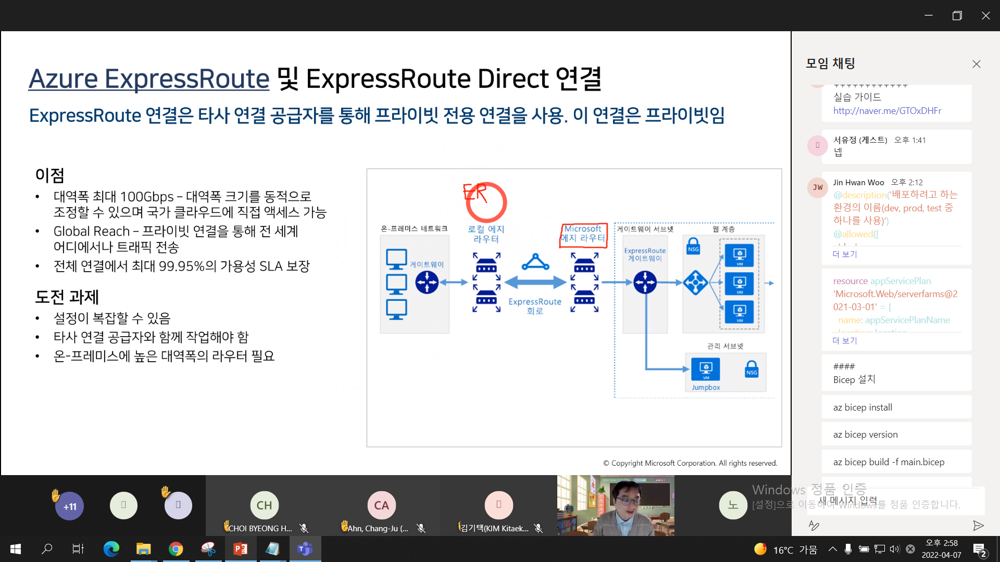 Azure ExpressRoute 및 ExpressRoute Direct 연결
ExpressRoute 연결은 타사 연결 공급자를 통해 프라이빗 전용 연결을 사용. 이 연결은 프라이빗임
이점
• 대역폭 최대 100Gbps – 대역폭 크기를 동적으로
조정할 수 있으며 국가 클라우드에 직접 액세스 가능
• Global Reach – 프라이빗 연결을 통해 전 세계
어디에서나 트래픽 전송
• 전체 연결에서 최대 99.95%의 가용성 SLA 보장
도전 과제
• 설정이 복잡할 수 있음
• 타사 연결 공급자와 함께 작업해야 함
• 온-프레미스에 높은 대역폭의 라우터 필요
ER
온-프레미스 네트워크
게이트웨이
로컬 에지
라우터
ExpressRoute
회로
Microsoft
에지 라우터
게이트웨이 서브넷
ExpressRoute
게이트웨이
웹 계층
NSG
VM
VM
VM
관리 서브넷
VM
Jumpbox
NSG
© Copyright Microsoft Corporation. All rights reserved.
모임 채팅
실습 가이드
http://naver.me/GTOxDHFr
서유정 (게스트) 오후 1:41
넵
JW
Jin Hwan Woo 오후 2:12
@description('배포하려고 하는
환경의 이름(dev, prod, test 중
하나를 사용)')
@allowed([
더 보기
resource appServicePlan
'Microsoft.Web/serverfarms@2
021-03-01' = {
name: appServicePlanName
location: location
더 보기
####
Bicep 설치
az bicep install
az bicep version
az bicep build -f main.bicep
새 메시지 입력
Windows 정품 인증
[설정]으로 이동하여 Windows를 정품 인증합니다.
+11
CH
CHOI BYEONG H...
CA
Ahn, Chang-Ju (...
김기택(KIM Kitaek...
노
16°C 가뭄
오후 2:58
2022-04-07
2